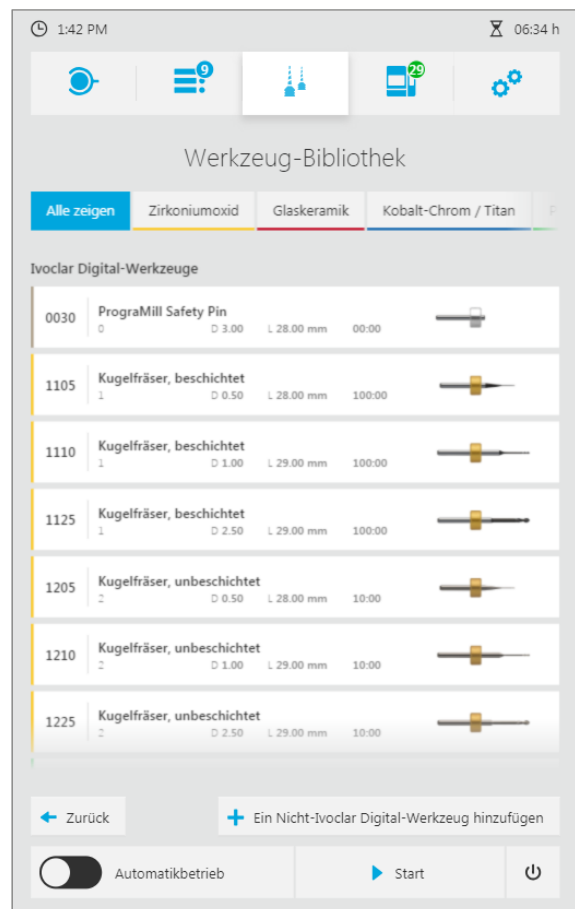 1:42 PM
06:34 h
9
29
Werkzeug-Bibliothek
Alle zeigen
Zirkoniumoxid
Glaskeramik
Kobalt-Chrom / Titan
P
Ivoclar Digital-Werkzeuge
0030
PrograMill Safety Pin
0 D 3.00 L 28.00 mm 00:00
1105
Kugelfräser, beschichtet
1 D 0.50 L 28.00 mm 100:00
1110
Kugelfräser, beschichtet
1 D 1.00 L 29.00 mm 100:00
1125
Kugelfräser, beschichtet
1 D 2.50 L 29.00 mm 100:00
1205
Kugelfräser, unbeschichtet
2 D 0.50 L 28.00 mm 10:00
1210
Kugelfräser, unbeschichtet
2 D 1.00 L 29.00 mm 10:00
1225
Kugelfräser, unbeschichtet
2 D 2.50 L 29.00 mm 10:00
Zurück
Ein Nicht-Ivoclar Digital-Werkzeug hinzufügen
Automatikbetrieb
Start